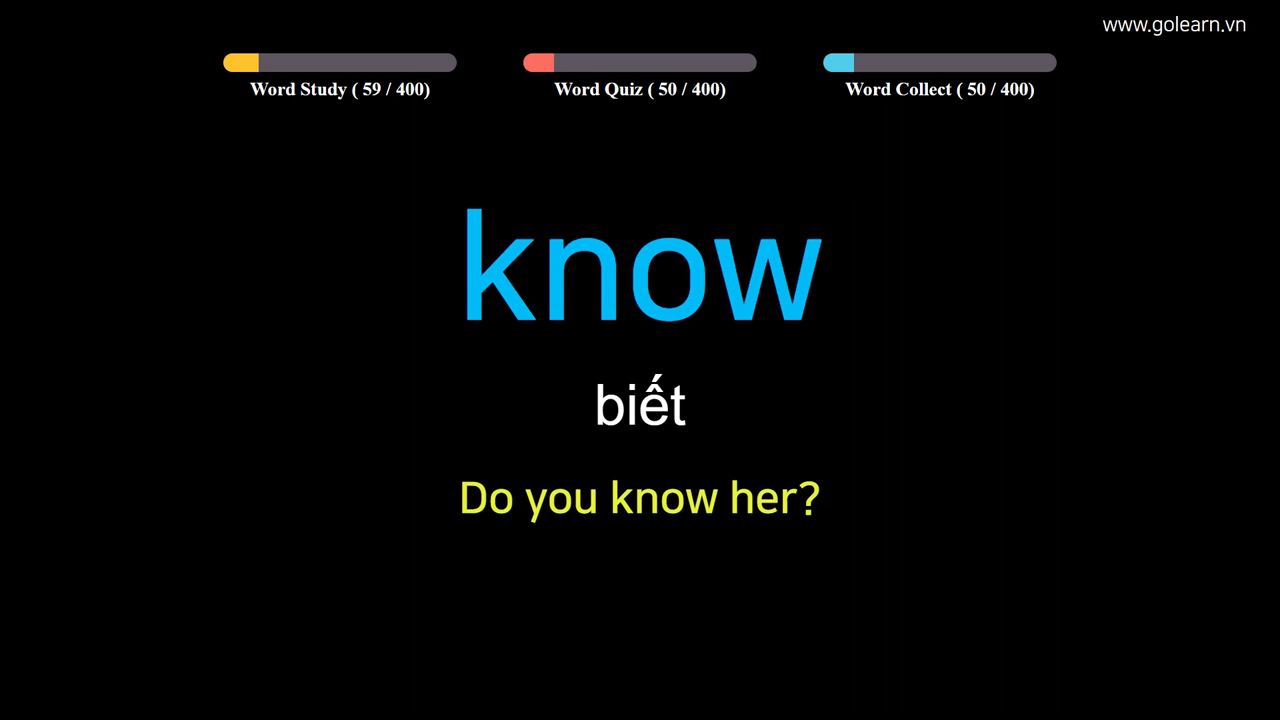 www.golearn.vn
Word Study ( 59 / 400)
Word Quiz ( 50 / 400)
Word Collect ( 50 / 400)
know
biết
Do you know her?